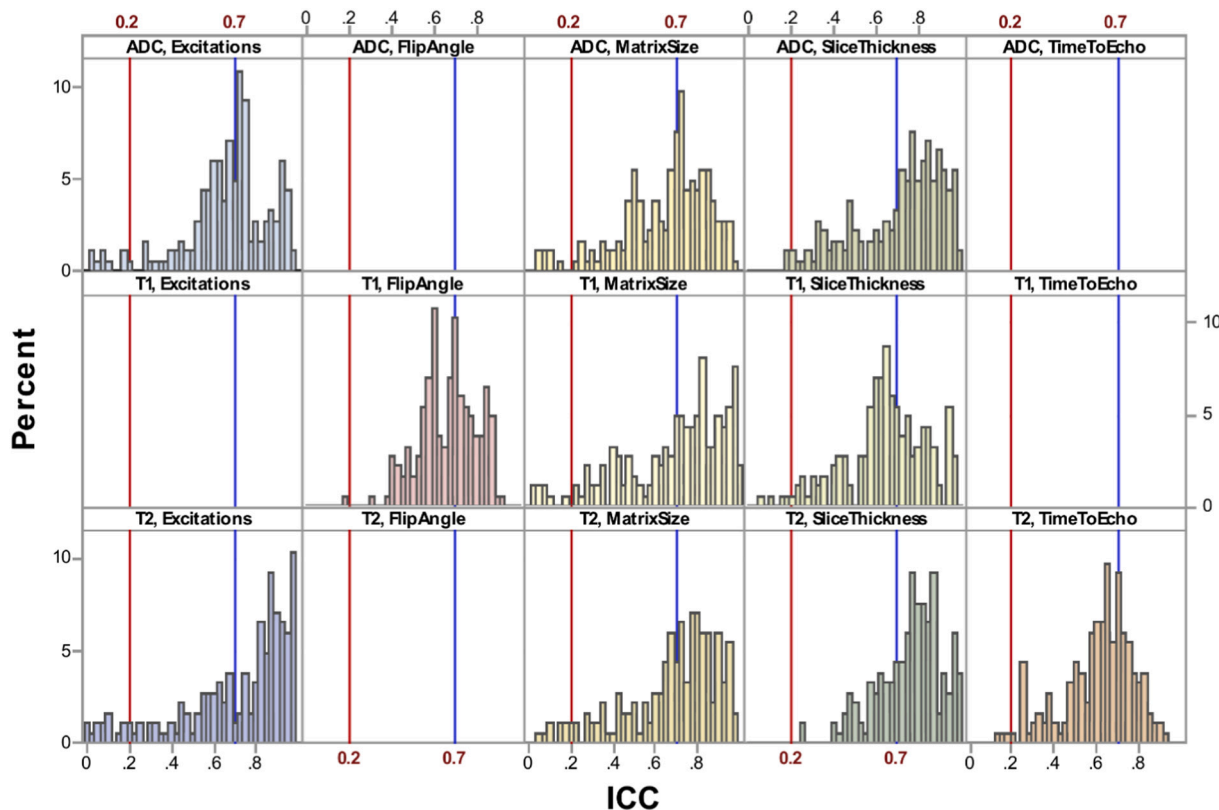 0.2 0.7 0 .2 .4 .6 .8 0.2 0.7 0 .2 .4 .6 .8 0.2 0.7
ADC, Excitations ADC, FlipAngle ADC, MatrixSize ADC, SliceThickness ADC, TimeToEcho
10
5
0
T1, Excitations T1, FlipAngle T1, MatrixSize T1, SliceThickness T1, TimeToEcho
10
5
0
Percent
T2, Excitations T2, FlipAngle T2, MatrixSize T2, SliceThickness T2, TimeToEcho
10
5
0
0 .2 .4 .6 .8 0.2 0.7 0 .2 .4 .6 .8 0.2 0.7 0 .2 .4 .6 .8
ICC